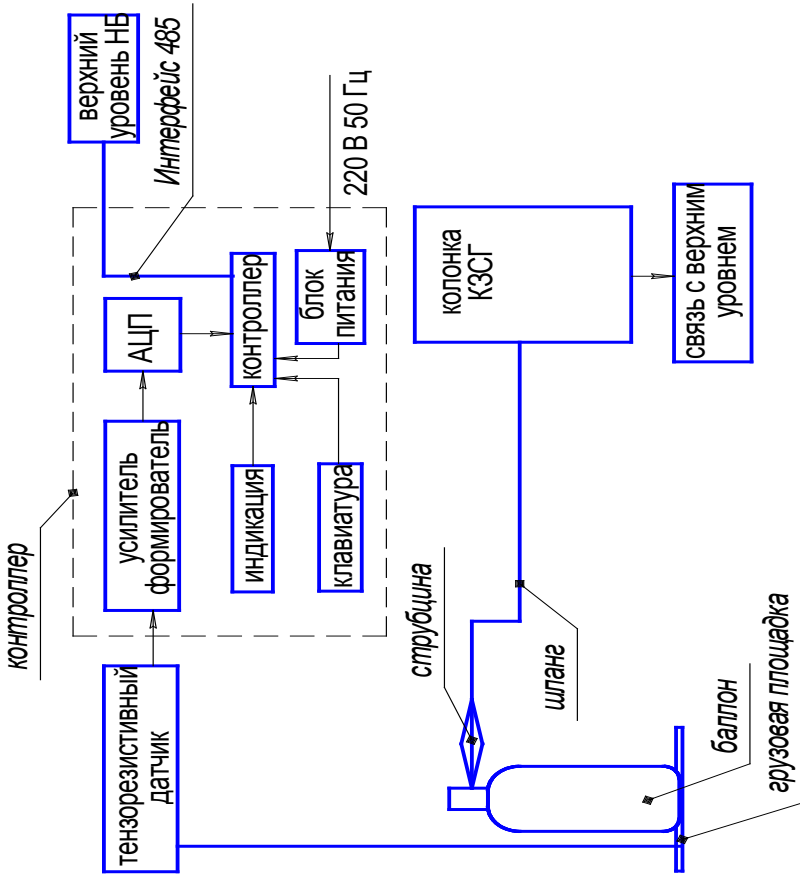 контроллер
верхний
уровень НБ
Интерфейс 485
тензорезистивный
датчик
усилитель
формирователь
АЦП
индикация
контроллер
клавиатура
блок
питания
220 В 50 Гц
струбцина
колонка
КЗСГ
шланг
связь с верхним
уровнем
баллон
грузовая площадка